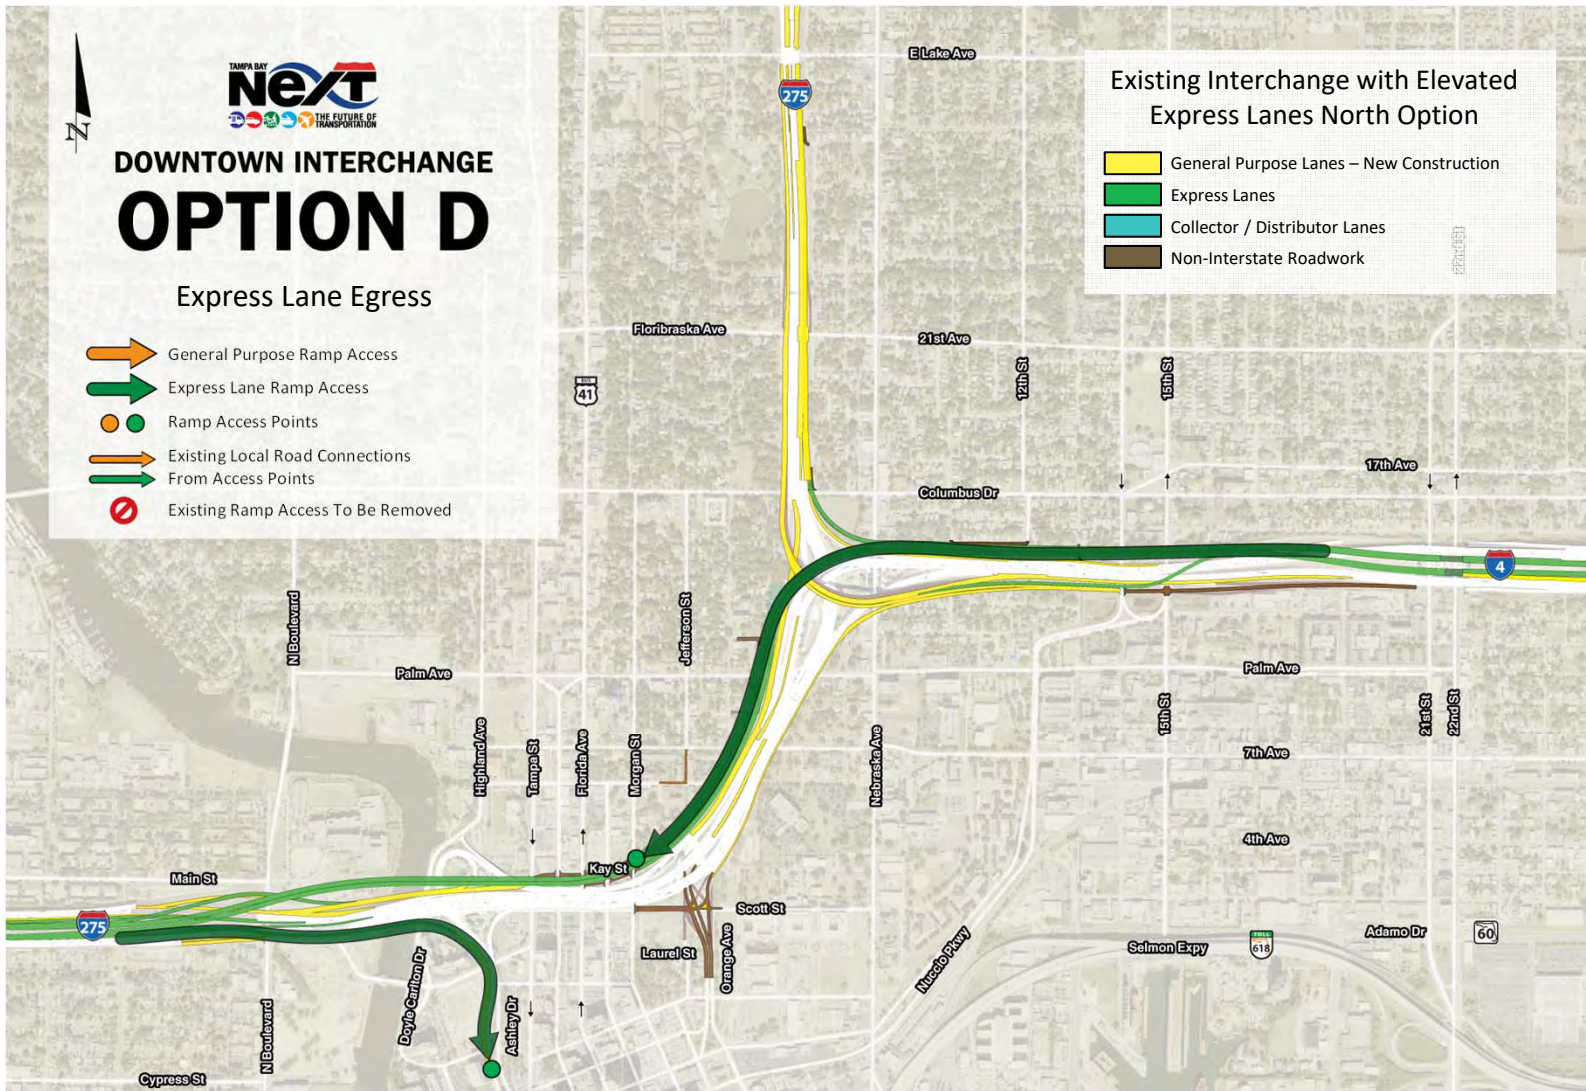 N
TAMPA BAY
NEXT
THE FUTURE OF
TRANSPORTATION
DOWNTOWN INTERCHANGE
OPTION D
Express Lane Egress
General Purpose Ramp Access
Express Lane Ramp Access
Ramp Access Points
Existing Local Road Connections
From Access Points
Existing Ramp Access To Be Removed
Existing Interchange with Elevated
Express Lanes North Option
General Purpose Lanes – New Construction
Express Lanes
Collector / Distributor Lanes
Non-Interstate Roadwork
E Lake Ave
275
22nd St
Floribraska Ave
21st Ave
41
12th St
15th St
17th Ave
Columbus Dr
4
N Boulevard
Jefferson St
Palm Ave
Palm Ave
Highland Ave
Tampa St
Florida Ave
Morgan St
Nebraska Ave
15th St
21st St
22nd St
7th Ave
4th Ave
Kay St
Main St
275
Scott St
Laurel St
Orange Ave
Nuccio Pkwy
Selmon Expy
TOLL
618
Adamo Dr
60
N Boulevard
Doyle Carlton Dr
Ashley Dr
Cypress St